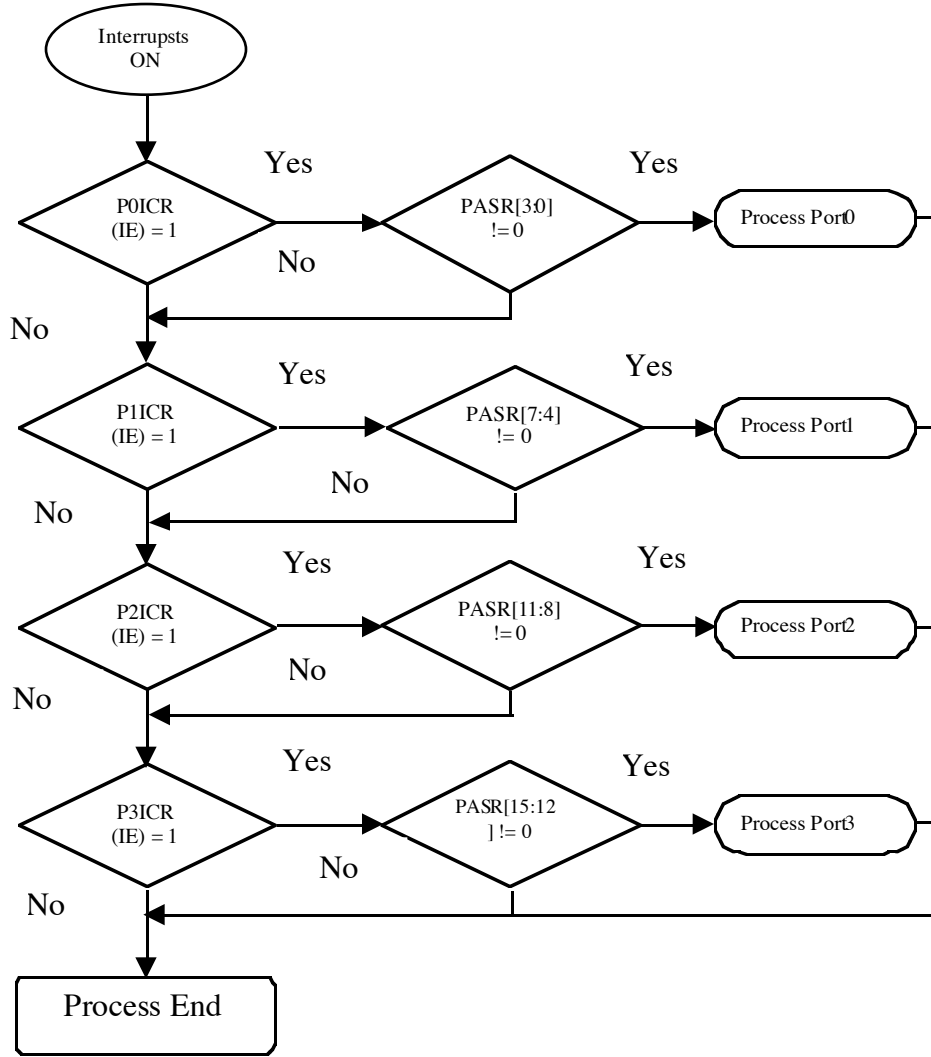 Interrupsts
ON
Yes
Yes
P0ICR
(IE) = 1
PASR[3:0]
!= 0
Process Port0
No
No
Yes
Yes
P1ICR
(IE) = 1
PASR[7:4]
!= 0
Process Port1
No
No
Yes
Yes
P2ICR
(IE) = 1
PASR[11:8]
!= 0
Process Port2
No
No
Yes
Yes
P3ICR
(IE) = 1
PASR[15:12
] != 0
Process Port3
No
No
Process End